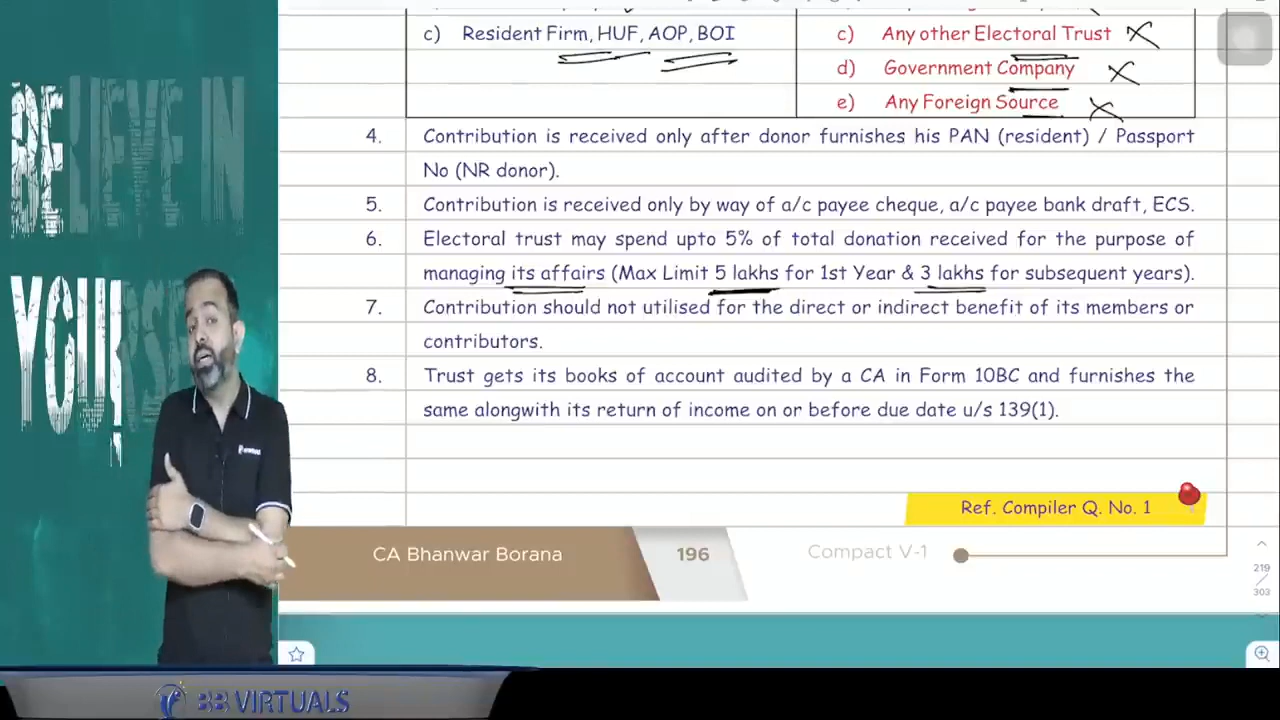 BELIEVE IN
YOURSE
c) Resident Firm, HUF, AOP, BOI
c) Any other Electoral Trust
d) Government Company
e) Any Foreign Source
4. Contribution is received only after donor furnishes his PAN (resident) / Passport
No (NR donor).
5. Contribution is received only by way of a/c payee cheque, a/c payee bank draft, ECS.
6. Electoral trust may spend upto 5% of total donation received for the purpose of
managing its affairs (Max Limit 5 lakhs for 1st Year & 3 lakhs for subsequent years).
7. Contribution should not utilised for the direct or indirect benefit of its members or
contributors.
8. Trust gets its books of account audited by a CA in Form 10BC and furnishes the
same alongwith its return of income on or before due date u/s 139(1).
Ref. Compiler Q. No. 1
CA Bhanwar Borana 196 Compact V-1
219
303
BB VIRTUALS